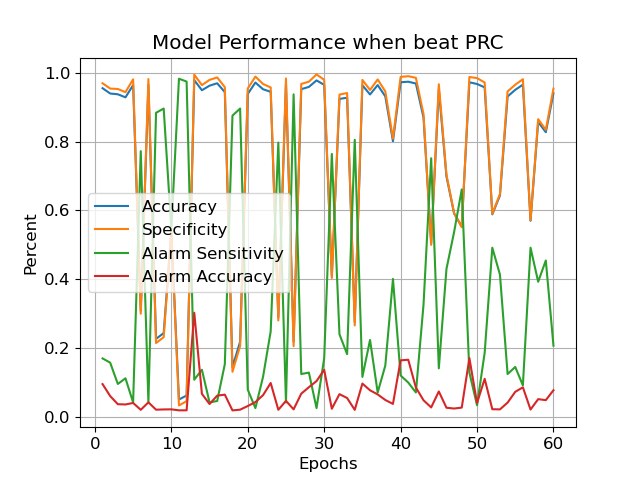 Model Performance when beat PRC
1.0
0.8
0.6
0.4
0.2
0.0
Percent
Accuracy
Specificity
Alarm Sensitivity
Alarm Accuracy
0 10 20 30 40 50 60
Epochs